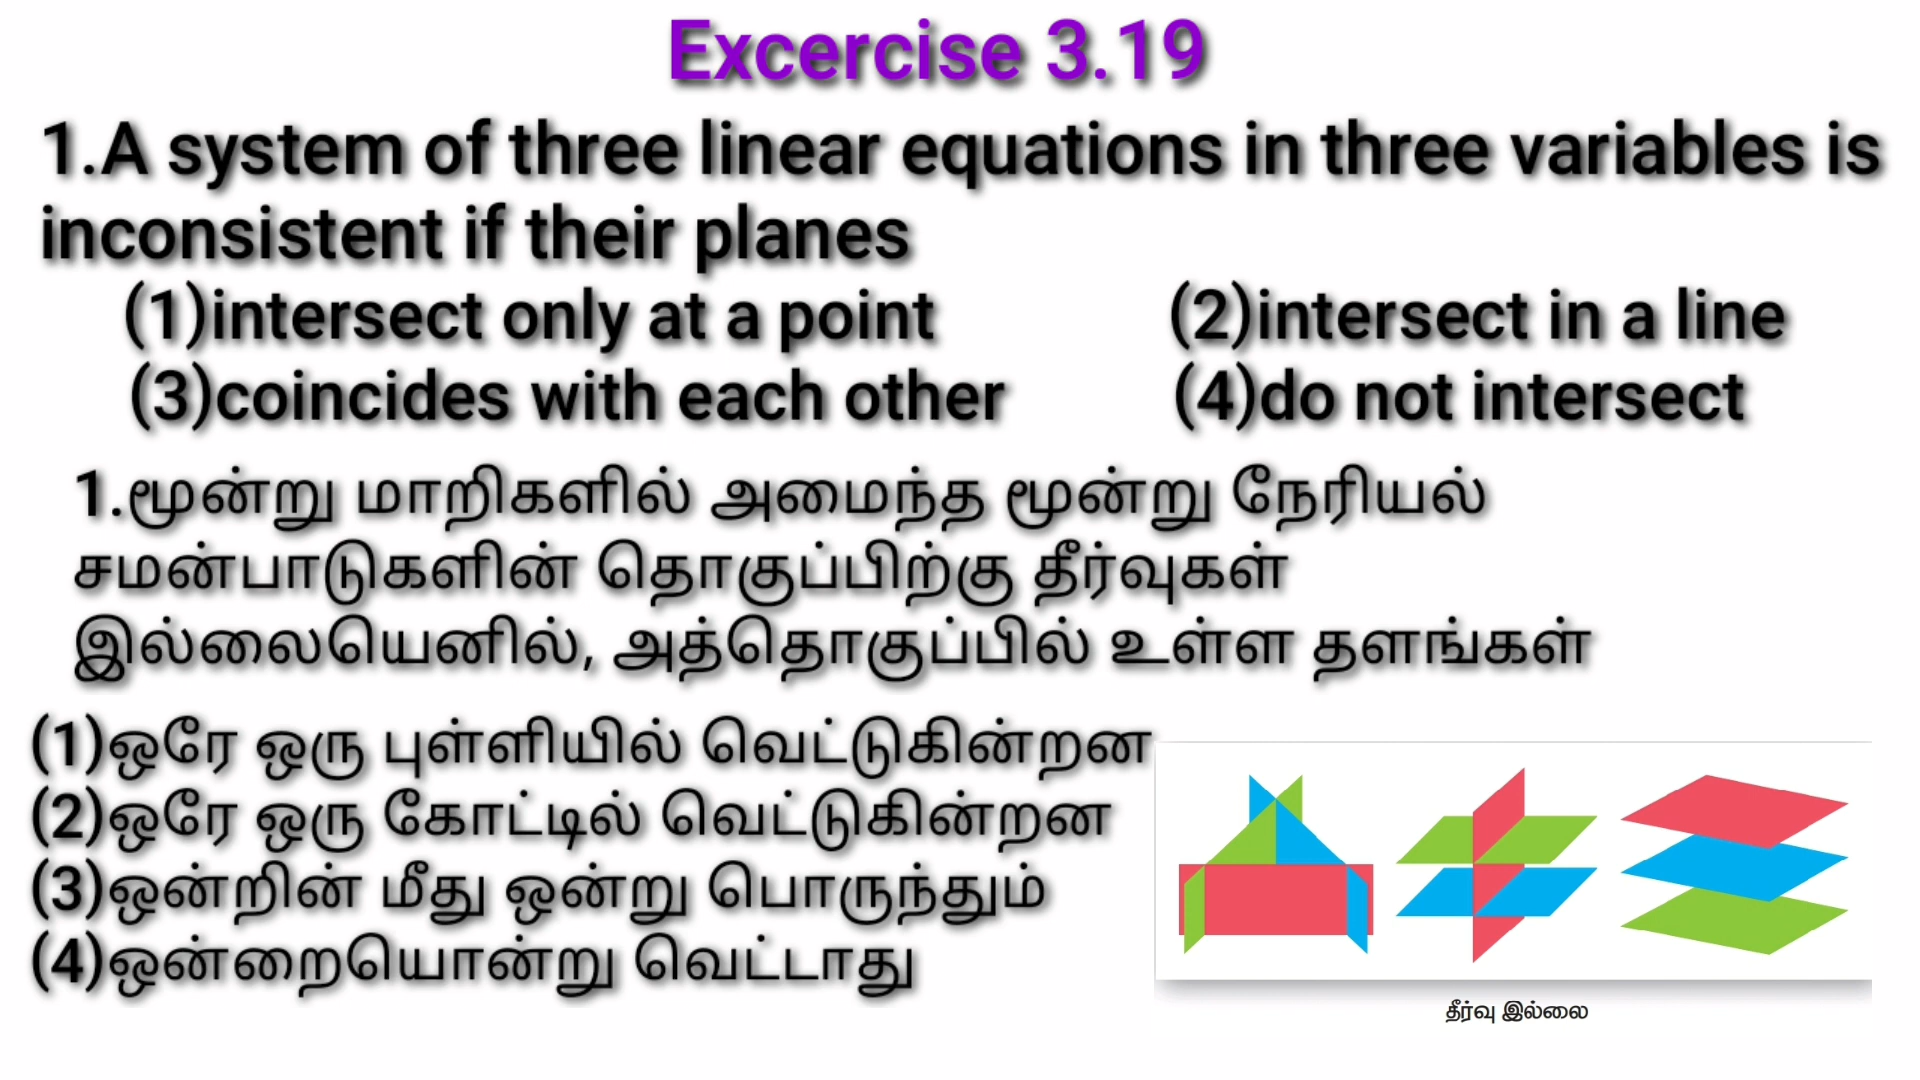 Excercise 3.19
1.A system of three linear equations in three variables is
inconsistent if their planes
(1)intersect only at a point (2)intersect in a line
(3)coincides with each other (4)do not intersect
1.மூன்று மாறிகளில் அமைந்த மூன்று நேரியல்
சமன்பாடுகளின் தொகுப்பிற்கு தீர்வுகள்
இல்லையெனில், அத்தொகுப்பில் உள்ள தளங்கள்
(1)ஒரே ஒரு புள்ளியில் வெட்டுகின்றன
(2)ஒரே ஒரு கோட்டில் வெட்டுகின்றன
(3)ஒன்றின் மீது ஒன்று பொருந்தும்
(4)ஒன்றையொன்று வெட்டாது
தீர்வு இல்லை